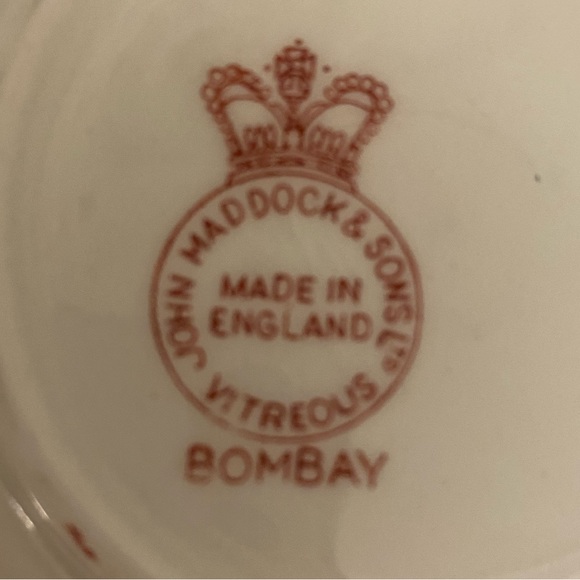 JOHN MADDOCK & SONS LTD
MADE IN
ENGLAND
VITREOUS
BOMBAY